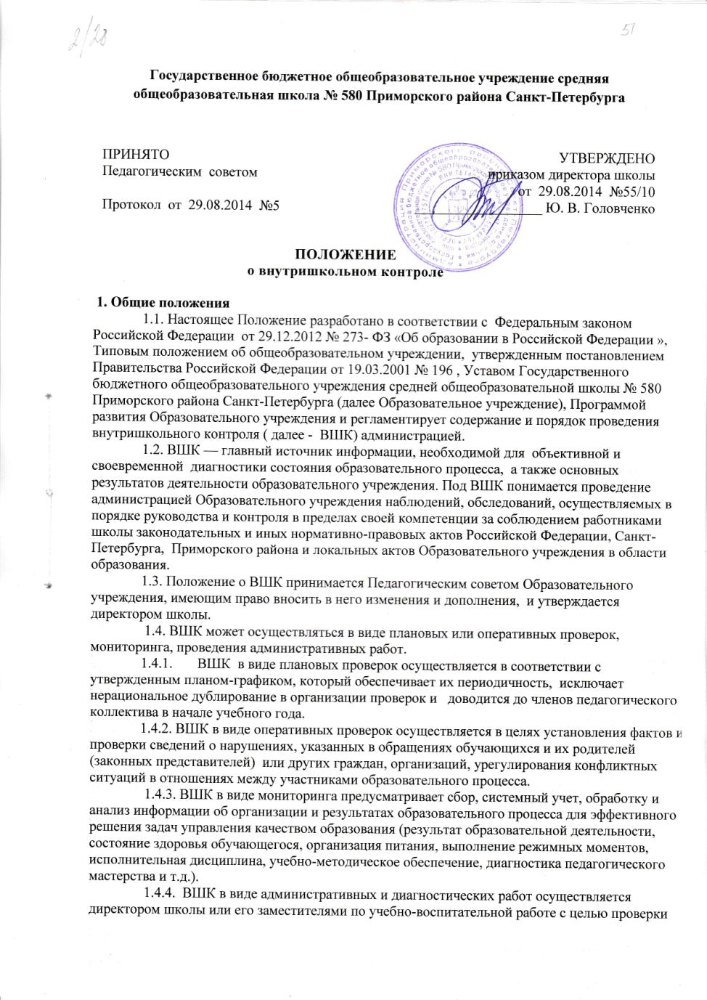 2/28
51
Государственное бюджетное общеобразовательное учреждение средняя
общеобразовательная школа № 580 Приморского района Санкт-Петербурга
ПРИНЯТО
Педагогическим советом
Протокол от 29.08.2014 №5
УТВЕРЖДЕНО
приказом директора школы
от 29.08.2014 №55/10
Ю. В. Головченко
ПОЛОЖЕНИЕ
о внутришкольном контроле
1. Общие положения
1.1. Настоящее Положение разработано в соответствии с Федеральным законом
Российской Федерации от 29.12.2012 № 273- ФЗ «Об образовании в Российской Федерации »,
Типовым положением об общеобразовательном учреждении, утвержденным постановлением
Правительства Российской Федерации от 19.03.2001 № 196 , Уставом Государственного
бюджетного общеобразовательного учреждения средней общеобразовательной школы № 580
Приморского района Санкт-Петербурга (далее Образовательное учреждение), Программой
развития Образовательного учреждения и регламентирует содержание и порядок проведения
внутришкольного контроля ( далее - ВШК) администрацией.
1.2. ВШК — главный источник информации, необходимой для объективной и
своевременной диагностики состояния образовательного процесса, а также основных
результатов деятельности образовательного учреждения. Под ВШК понимается проведение
администрацией Образовательного учреждения наблюдений, обследований, осуществляемых в
порядке руководства и контроля в пределах своей компетенции за соблюдением работниками
школы законодательных и иных нормативно-правовых актов Российской Федерации, Санкт-
Петербурга, Приморского района и локальных актов Образовательного учреждения в области
образования.
1.3. Положение о ВШК принимается Педагогическим советом Образовательного
учреждения, имеющим право вносить в него изменения и дополнения, и утверждается
директором школы.
1.4. ВШК может осуществляться в виде плановых или оперативных проверок,
мониторинга, проведения административных работ.
1.4.1. ВШК в виде плановых проверок осуществляется в соответствии с
утвержденным планом-графиком, который обеспечивает их периодичность, исключает
нерациональное дублирование в организации проверок и доводится до членов педагогического
коллектива в начале учебного года.
1.4.2. ВШК в виде оперативных проверок осуществляется в целях установления фактов и
проверки сведений о нарушениях, указанных в обращениях обучающихся и их родителей
(законных представителей) или других граждан, организаций, урегулирования конфликтных
ситуаций в отношениях между участниками образовательного процесса.
1.4.3. ВШК в виде мониторинга предусматривает сбор, системный учет, обработку и
анализ информации об организации и результатах образовательного процесса для эффективного
решения задач управления качеством образования (результат образовательной деятельности,
состояние здоровья обучающегося, организация питания, выполнение режимных моментов,
исполнительная дисциплина, учебно-методическое обеспечение, диагностика педагогического
мастерства и т.д.).
1.4.4. ВШК в виде административных и диагностических работ осуществляется
директором школы или его заместителями по учебно-воспитательной работе с целью проверки